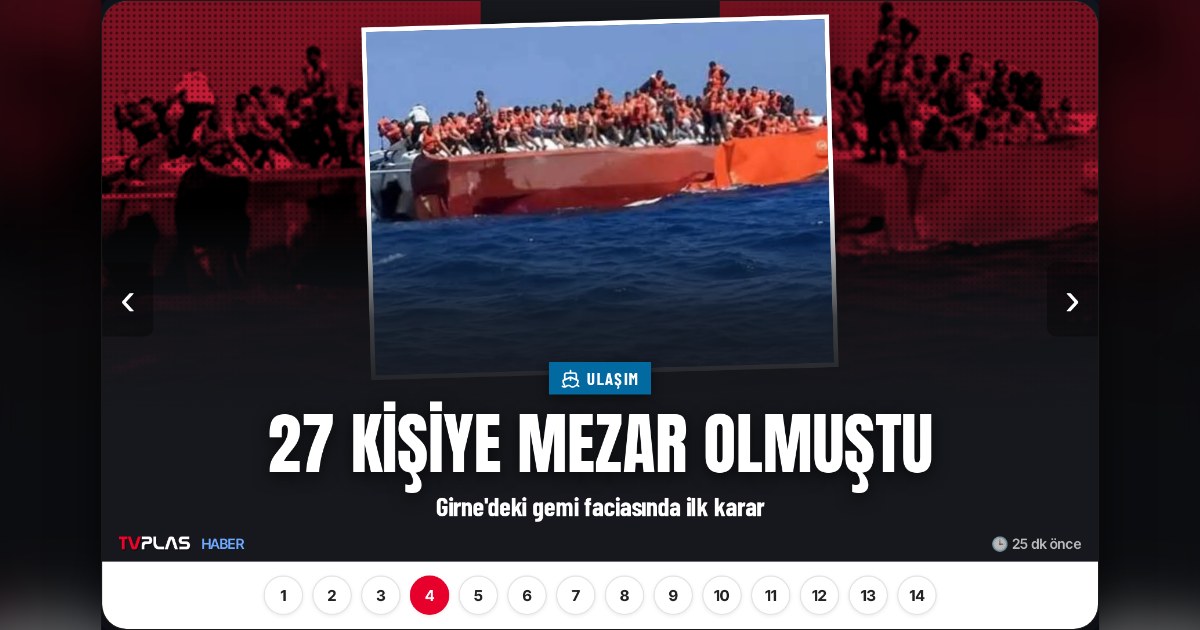 ULAŞIM
27 KİŞİYE MEZAR OLMUŞTU
Girne'deki gemi faciasında ilk karar
TVPLAS HABER
25 dk önce
1 2 3 4 5 6 7 8 9 10 11 12 13 14